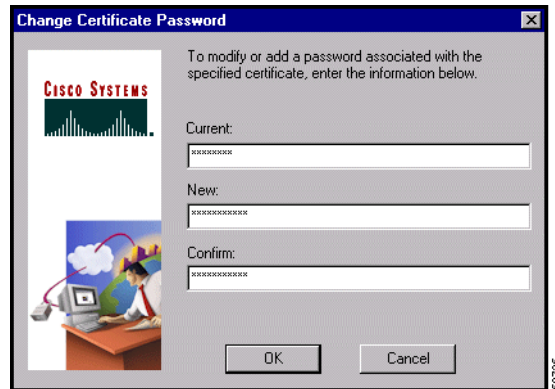 Change Certificate Password
To modify or add a password associated with the
specified certificate, enter the information below.
CISCO SYSTEMS
Current:
********
New:
***********
Confirm:
***********
OK
Cancel